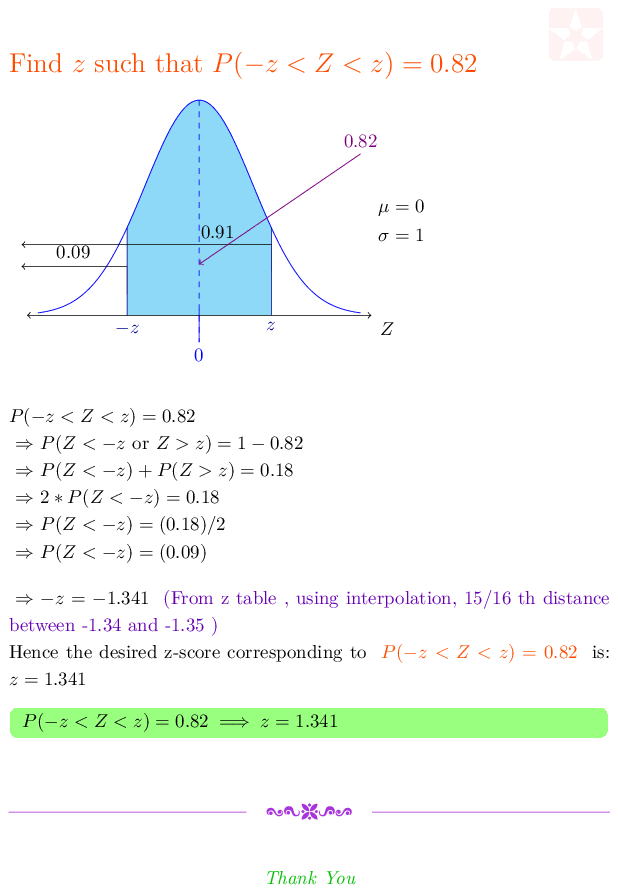 Find z such that P(−z < Z < z) = 0.82
0.82
μ = 0
0.91
σ = 1
0.09
−z
z
Z
0
P(−z < Z < z) = 0.82
⇒ P(Z < −z or Z > z) = 1 − 0.82
⇒ P(Z < −z) + P(Z > z) = 0.18
⇒ 2 ∗ P(Z < −z) = 0.18
⇒ P(Z < −z) = (0.18)/2
⇒ P(Z < −z) = (0.09)
⇒ −z = −1.341 (From z table , using interpolation, 15/16 th distance
between -1.34 and -1.35 )
Hence the desired z-score corresponding to P(−z < Z < z) = 0.82 is:
z = 1.341
P(−z < Z < z) = 0.82 ⟹ z = 1.341
Thank You